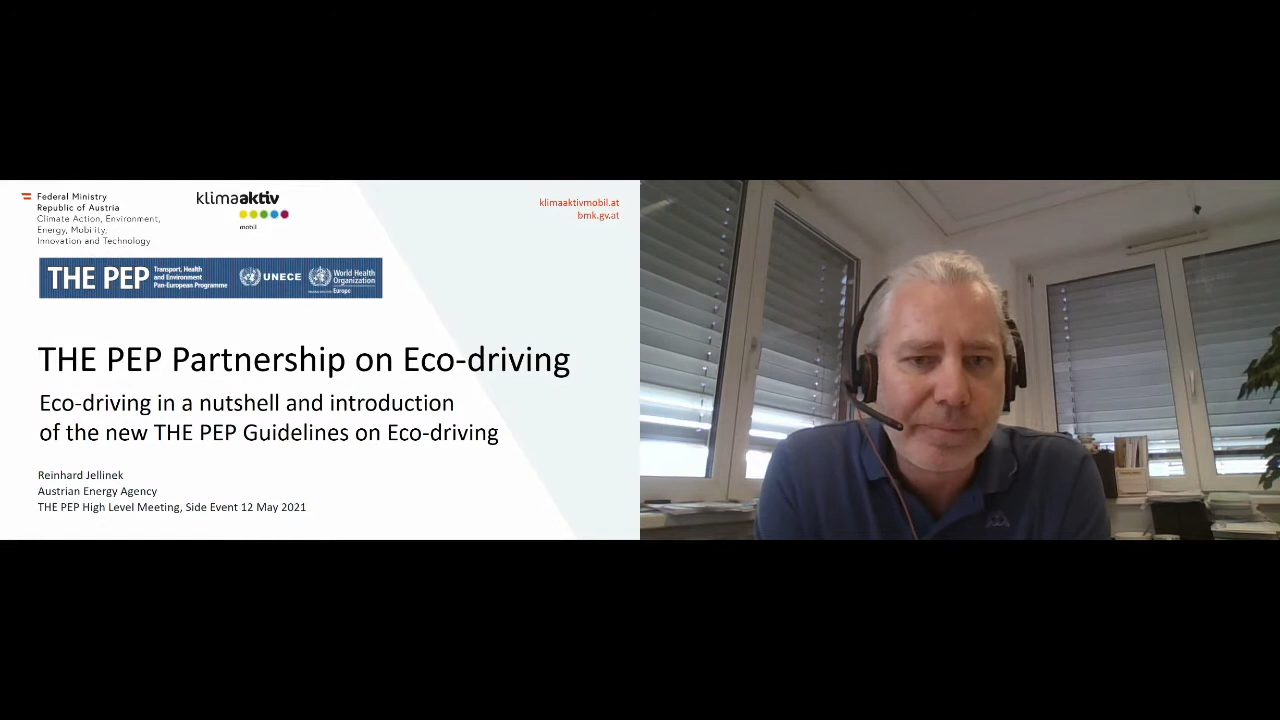 Federal Ministry
Republic of Austria
Climate Action, Environment,
Energy, Mobility,
Innovation and Technology
klimaaktiv
mobil
klimaaktivmobil.at
bmk.gv.at
THE PEP
Transport, Health
and Environment
Pan-European Programme
UNECE
World Health
Organization
Europe
THE PEP Partnership on Eco-driving
Eco-driving in a nutshell and introduction
of the new THE PEP Guidelines on Eco-driving
Reinhard Jellinek
Austrian Energy Agency
THE PEP High Level Meeting, Side Event 12 May 2021